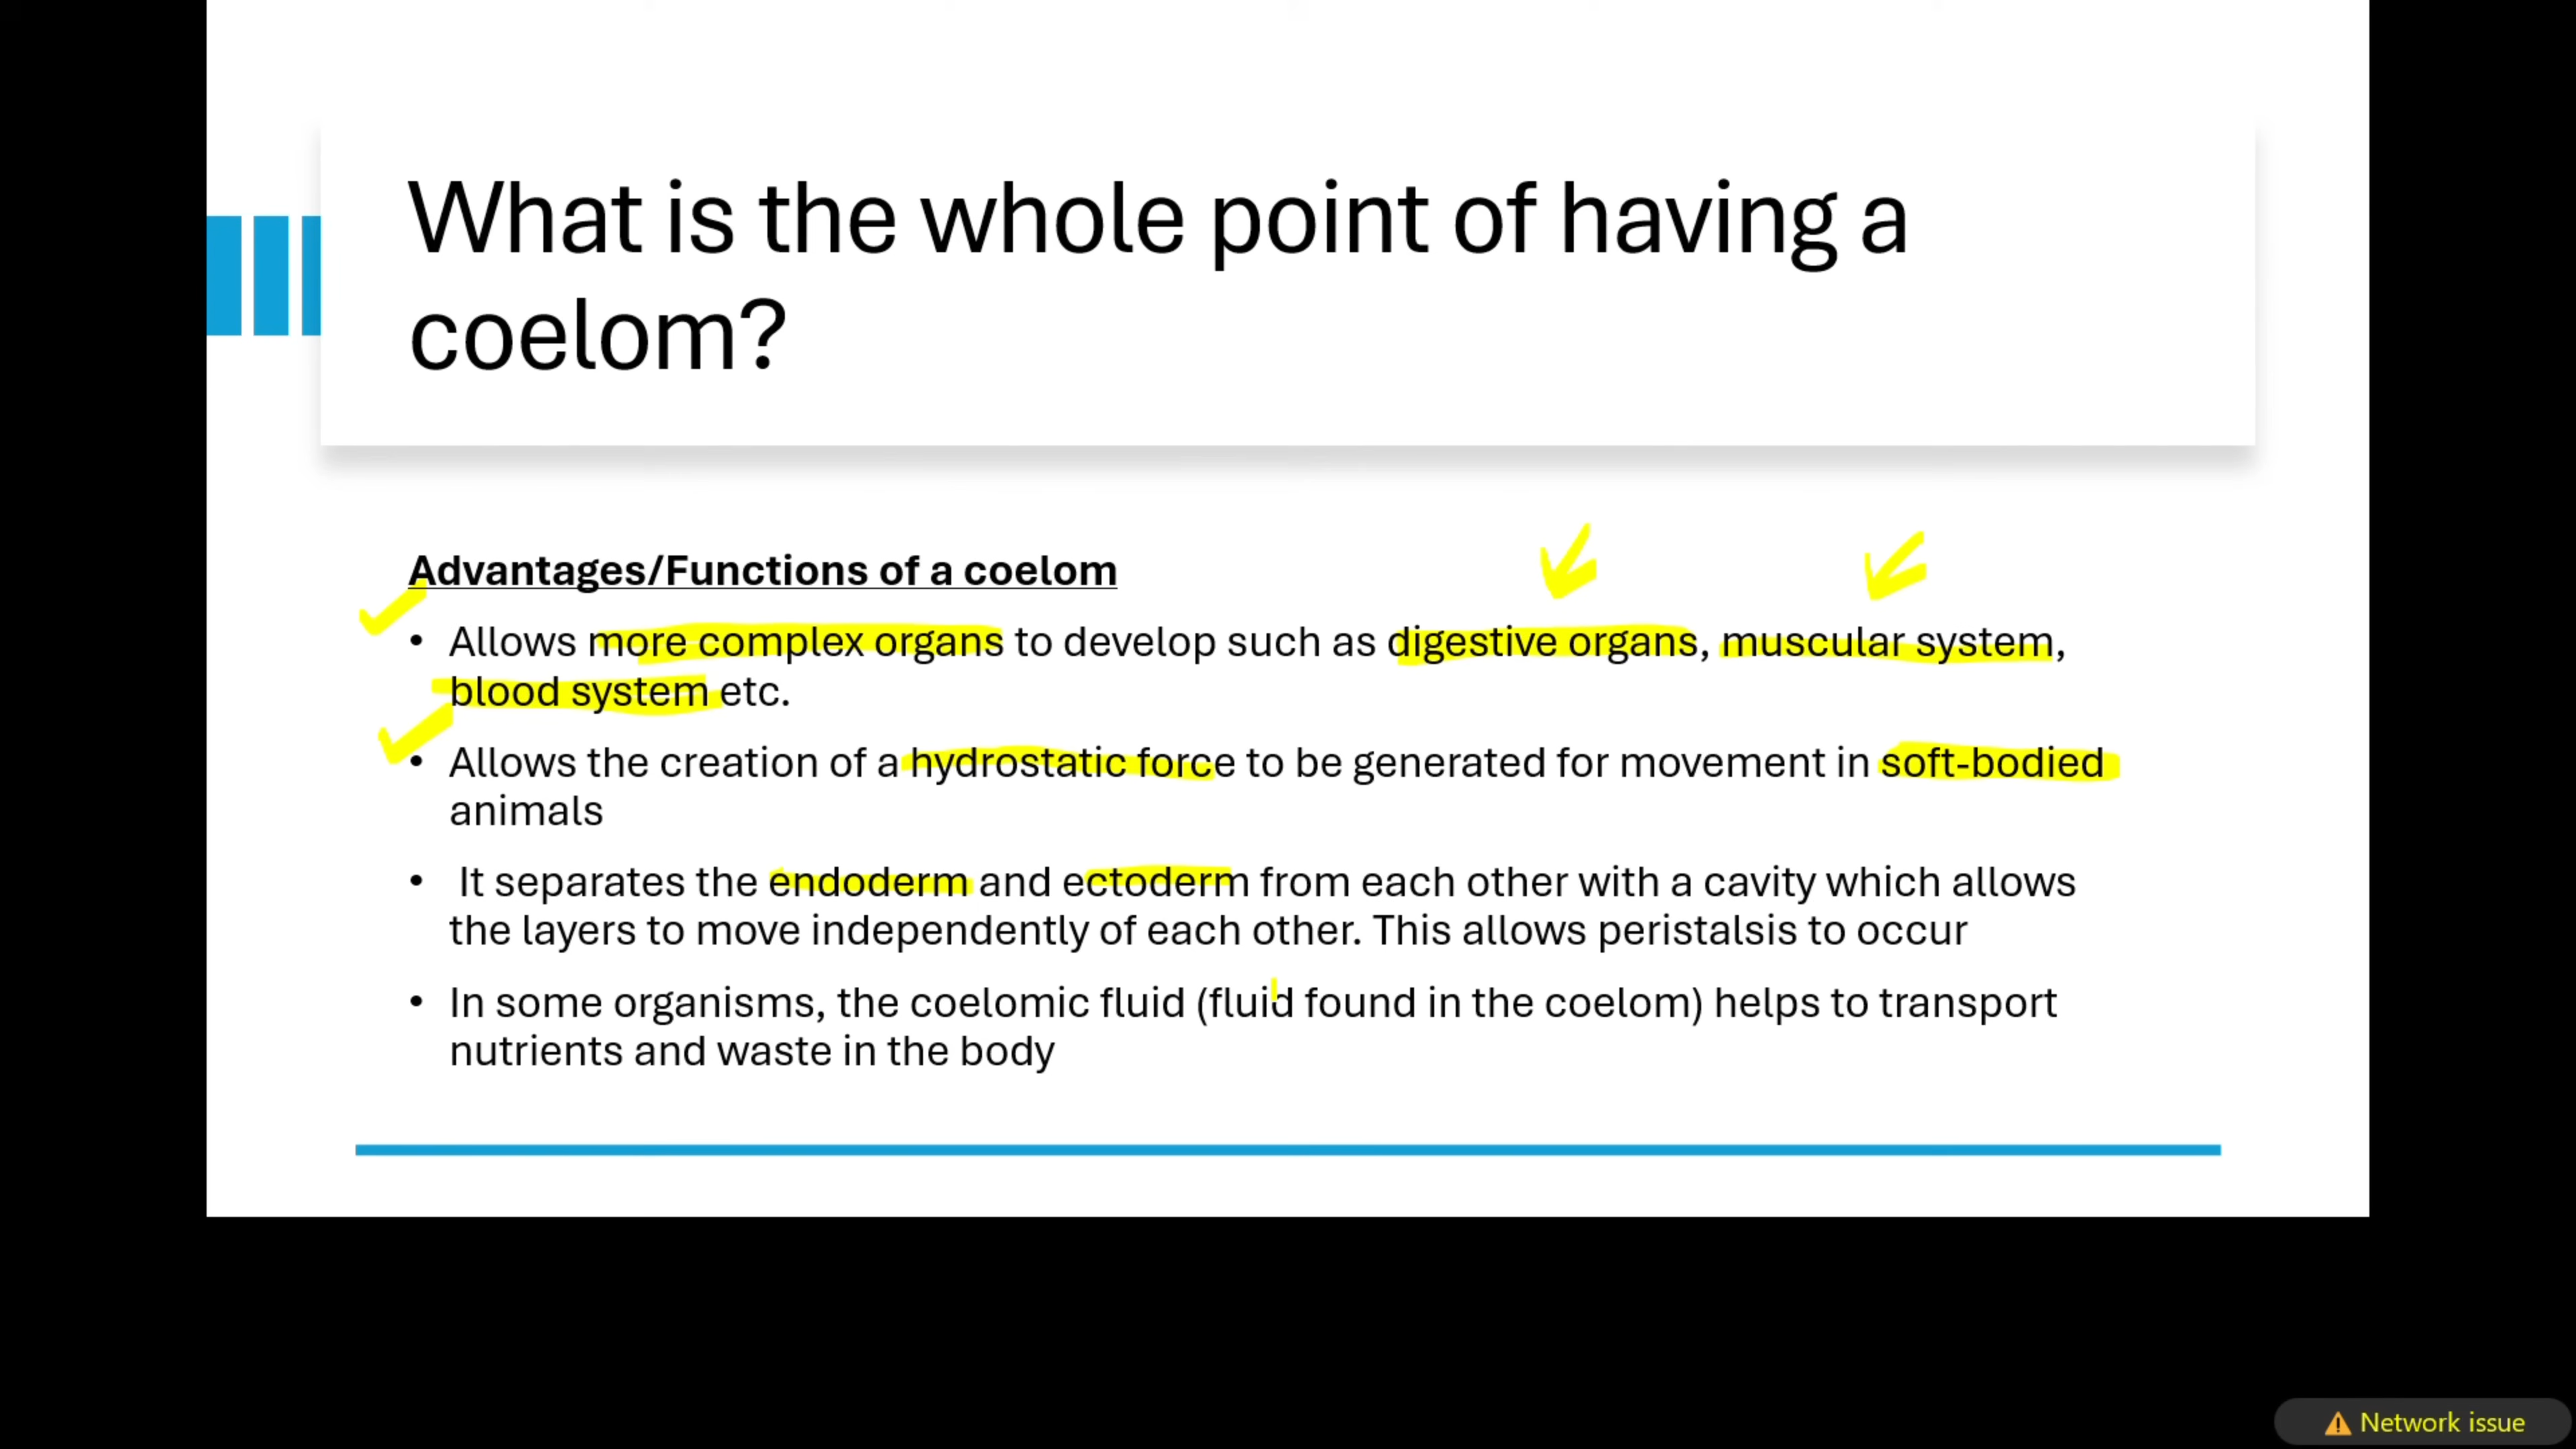 What is the whole point of having a
coelom?
Advantages/Functions of a coelom
• Allows more complex organs to develop such as digestive organs, muscular system,
blood system etc.
• Allows the creation of a hydrostatic force to be generated for movement in soft-bodied
animals
• It separates the endoderm and ectoderm from each other with a cavity which allows
the layers to move independently of each other. This allows peristalsis to occur
• In some organisms, the coelomic fluid (fluid found in the coelom) helps to transport
nutrients and waste in the body
Network issue